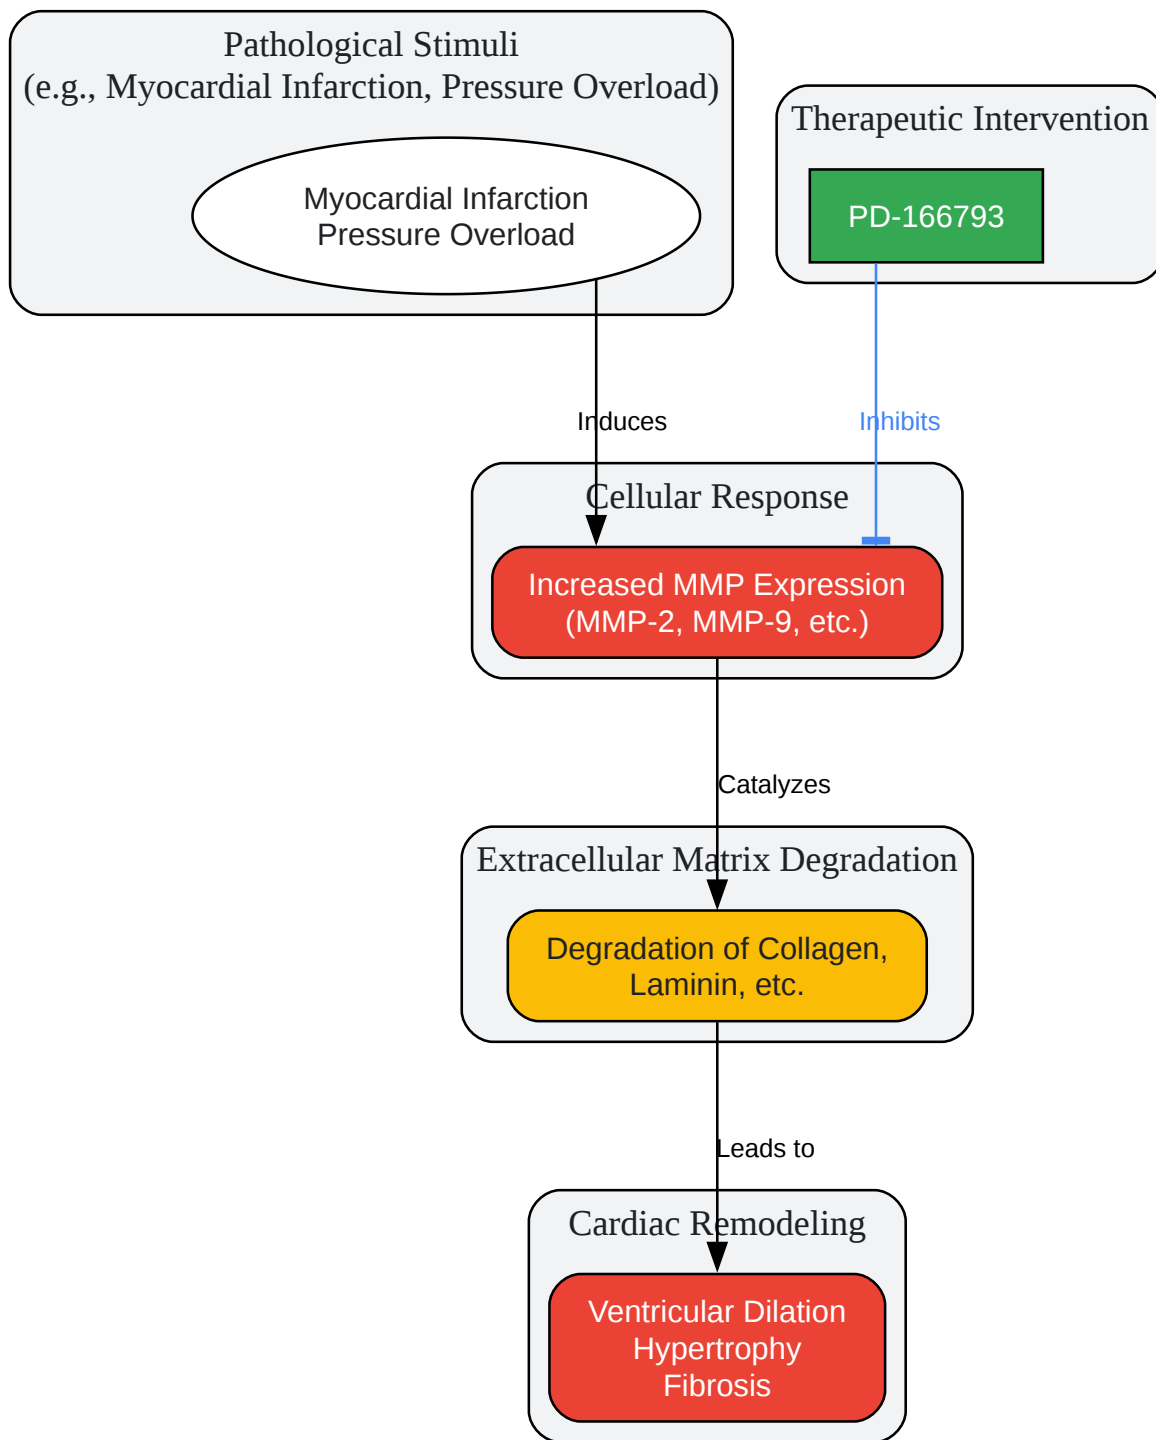 Pathological Stimuli
(e.g., Myocardial Infarction, Pressure Overload)
Myocardial Infarction
Pressure Overload
Therapeutic Intervention
PD-166793
Induces
Inhibits
Cellular Response
Increased MMP Expression
(MMP-2, MMP-9, etc.)
Catalyzes
Extracellular Matrix Degradation
Degradation of Collagen,
Laminin, etc.
Leads to
Cardiac Remodeling
Ventricular Dilation
Hypertrophy
Fibrosis